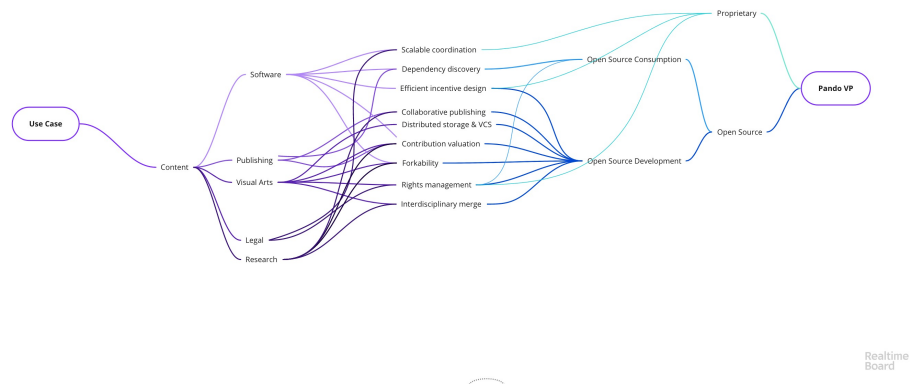 Proprietary
Scalable coordination
Open Source Consumption
Dependency discovery
Software
Efficient incentive design
Pando VP
Collaborative publishing
Use Case
Distributed storage & VCS
Open Source
Contribution valuation
Publishing
Forkability
Open Source Development
Content
Visual Arts
Rights management
Interdisciplinary merge
Legal
Research
Realtime
Board